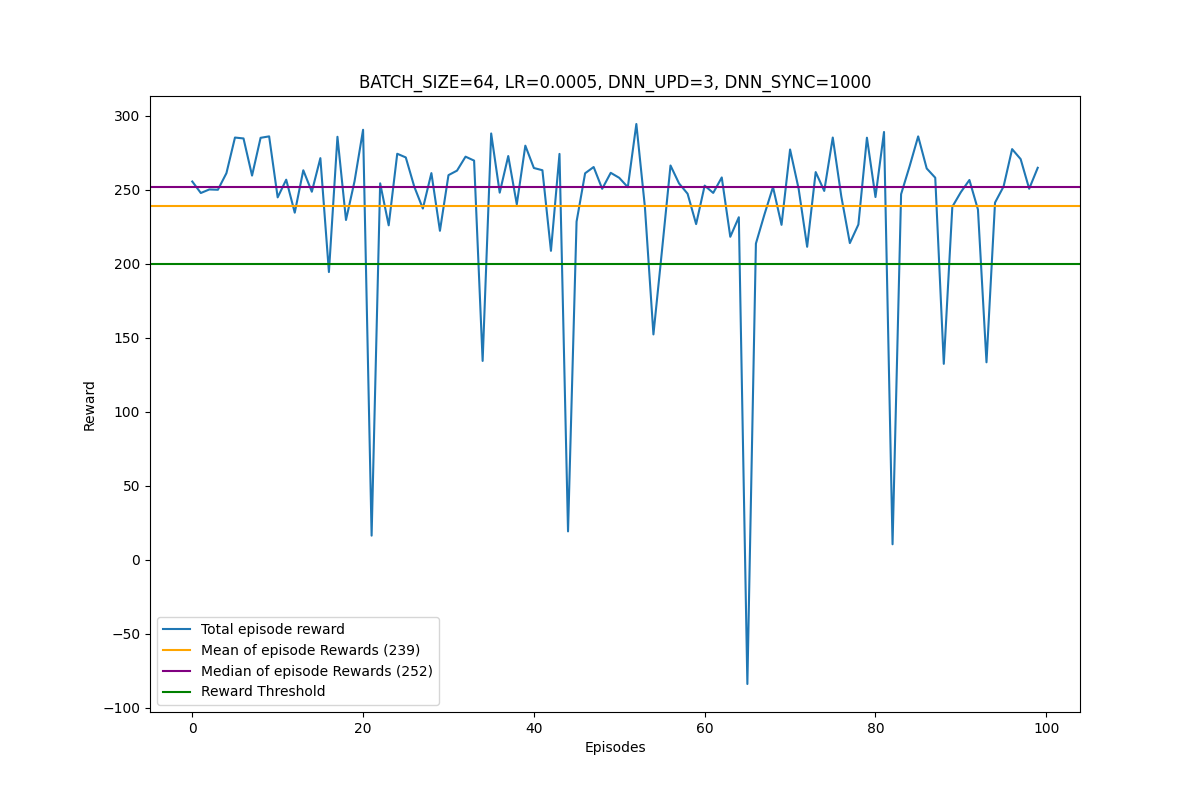 BATCH_SIZE=64, LR=0.0005, DNN_UPD=3, DNN_SYNC=1000
300
250
200
150
100
50
0
−50
−100
Reward
Total episode reward
Mean of episode Rewards (239)
Median of episode Rewards (252)
Reward Threshold
0 20 40 60 80 100
Episodes